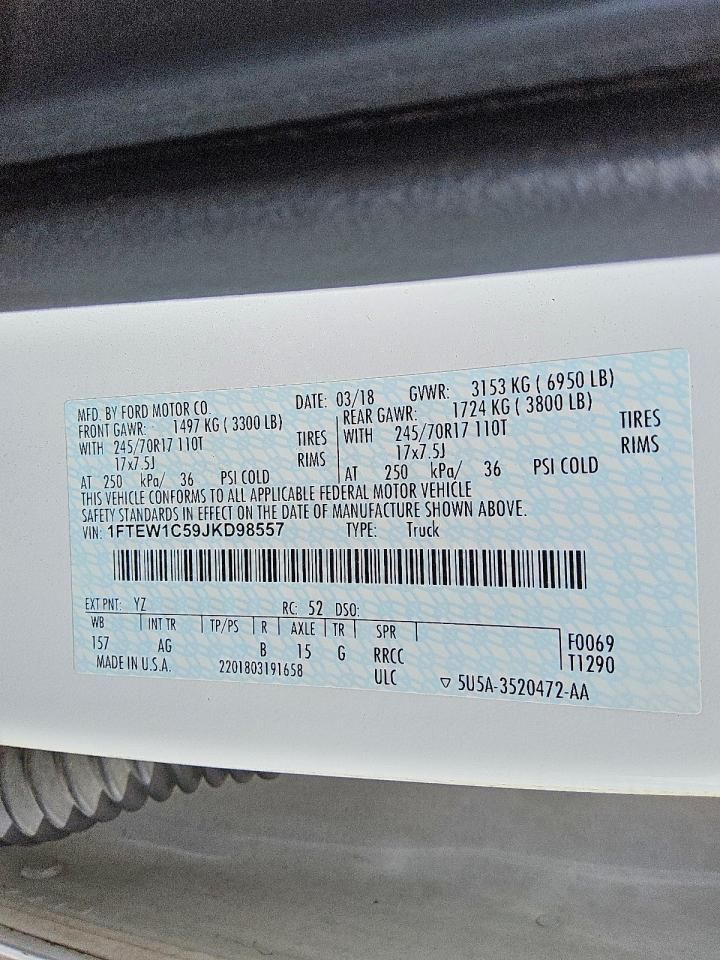 MFD. BY FORD MOTOR CO. DATE: 03/18 GVWR: 3153 KG ( 6950 LB)
FRONT GAWR: 1497 KG ( 3300 LB) REAR GAWR: 1724 KG ( 3800 LB)
WITH 245/70R17 110T TIRES WITH 245/70R17 110T TIRES
17x7.5J RIMS 17x7.5J RIMS
AT 250 kPa/ 36 PSI COLD AT 250 kPa/ 36 PSI COLD
THIS VEHICLE CONFORMS TO ALL APPLICABLE FEDERAL MOTOR VEHICLE
SAFETY STANDARDS IN EFFECT ON THE DATE OF MANUFACTURE SHOWN ABOVE.
VIN: 1FTEW1C59JKD98557 TYPE: Truck
EXT PNT: YZ RC: 52 DSO:
WB INT TR TP/PS R AXLE TR SPR
157 AG B 15 G RRCC F0069
MADE IN U.S.A. 2201803191658 ULC T1290
▽ 5U5A-3520472-AA